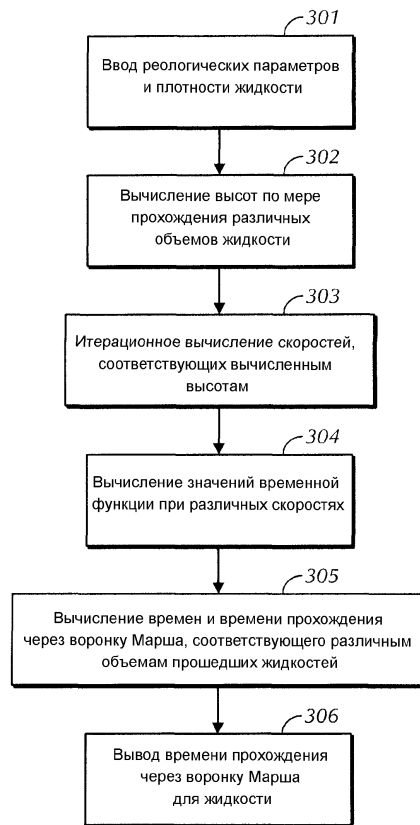 301
Ввод реологических параметров
и плотности жидкости
302
Вычисление высот по мере
прохождения различных
объемов жидкости
303
Итерационное вычисление скоростей,
соответствующих вычисленным
высотам
304
Вычисление значений временной
функции при различных скоростях
305
Вычисление времен и времени прохождения
через воронку Марша, соответствующего различным
объемам прошедших жидкостей
306
Вывод времени прохождения
через воронку Марша
для жидкости